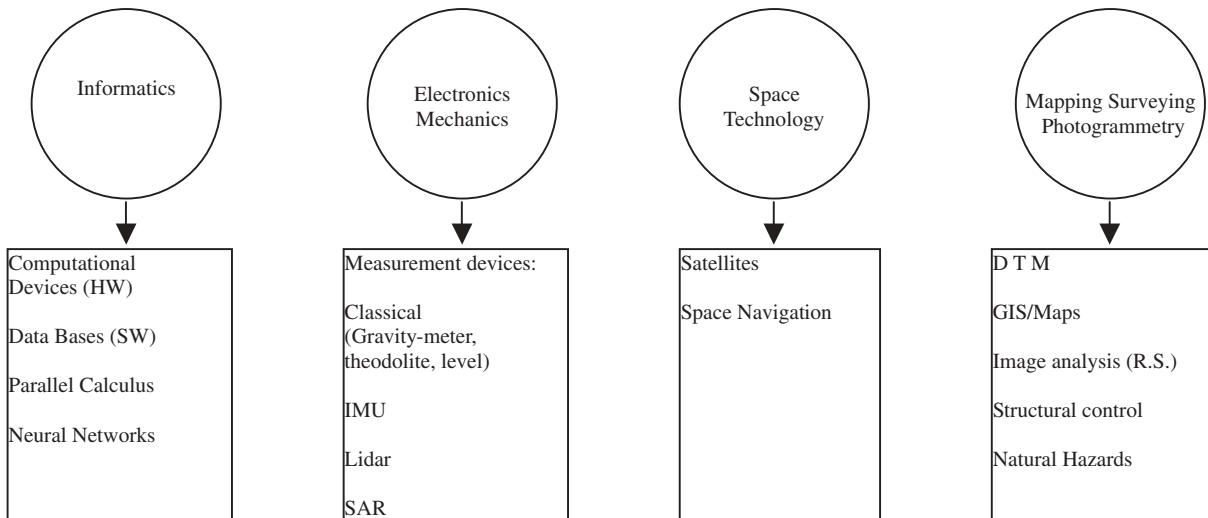 Informatics
Electronics
Mechanics
Space
Technology
Mapping Surveying
Photogrammetry
Computational
Devices (HW)
Data Bases (SW)
Parallel Calculus
Neural Networks
Measurement devices:
Classical
(Gravity-meter,
theodolite, level)
IMU
Lidar
SAR
Satellites
Space Navigation
D T M
GIS/Maps
Image analysis (R.S.)
Structural control
Natural Hazards